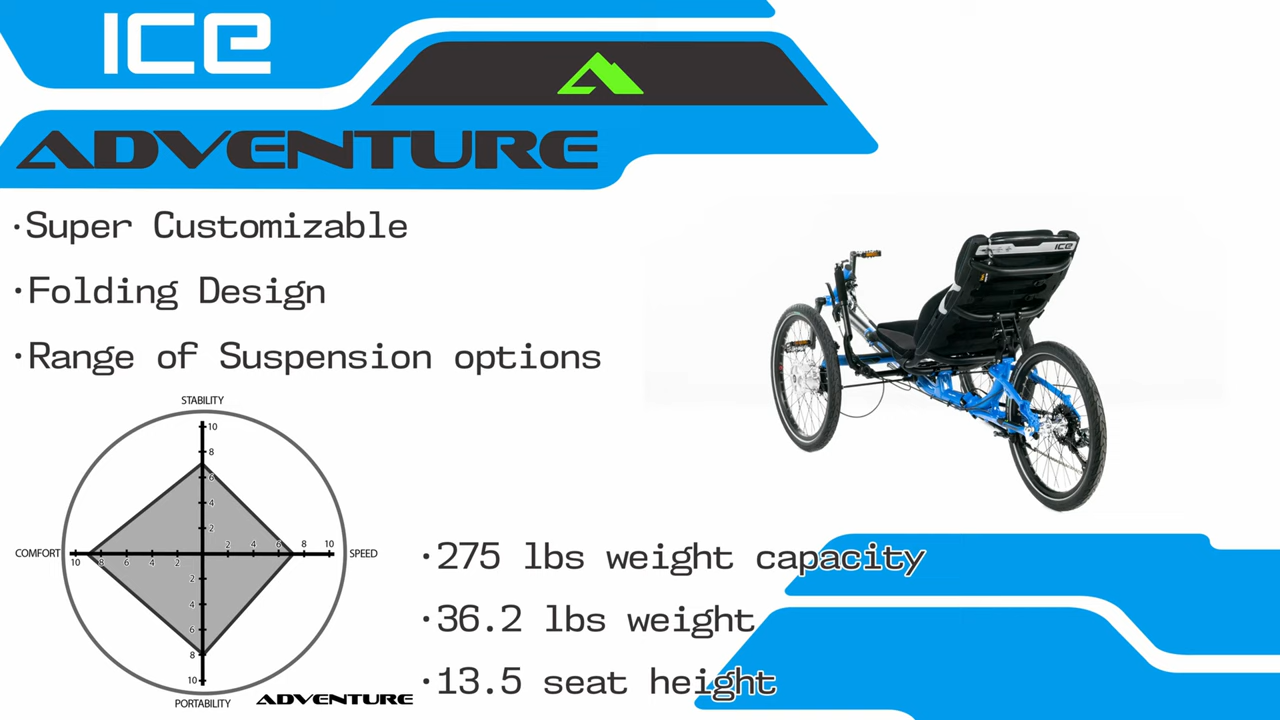 ICE
ADVENTURE
·Super Customizable
·Folding Design
·Range of Suspension options
ICE
STABILITY
10
8
6
4
2
COMFORT
10 8 6 4 2
2 4 6 8 10
SPEED
2
4
6
8
10
PORTABILITY
ADVENTURE
·275 lbs weight capacity
·36.2 lbs weight
·13.5 seat height